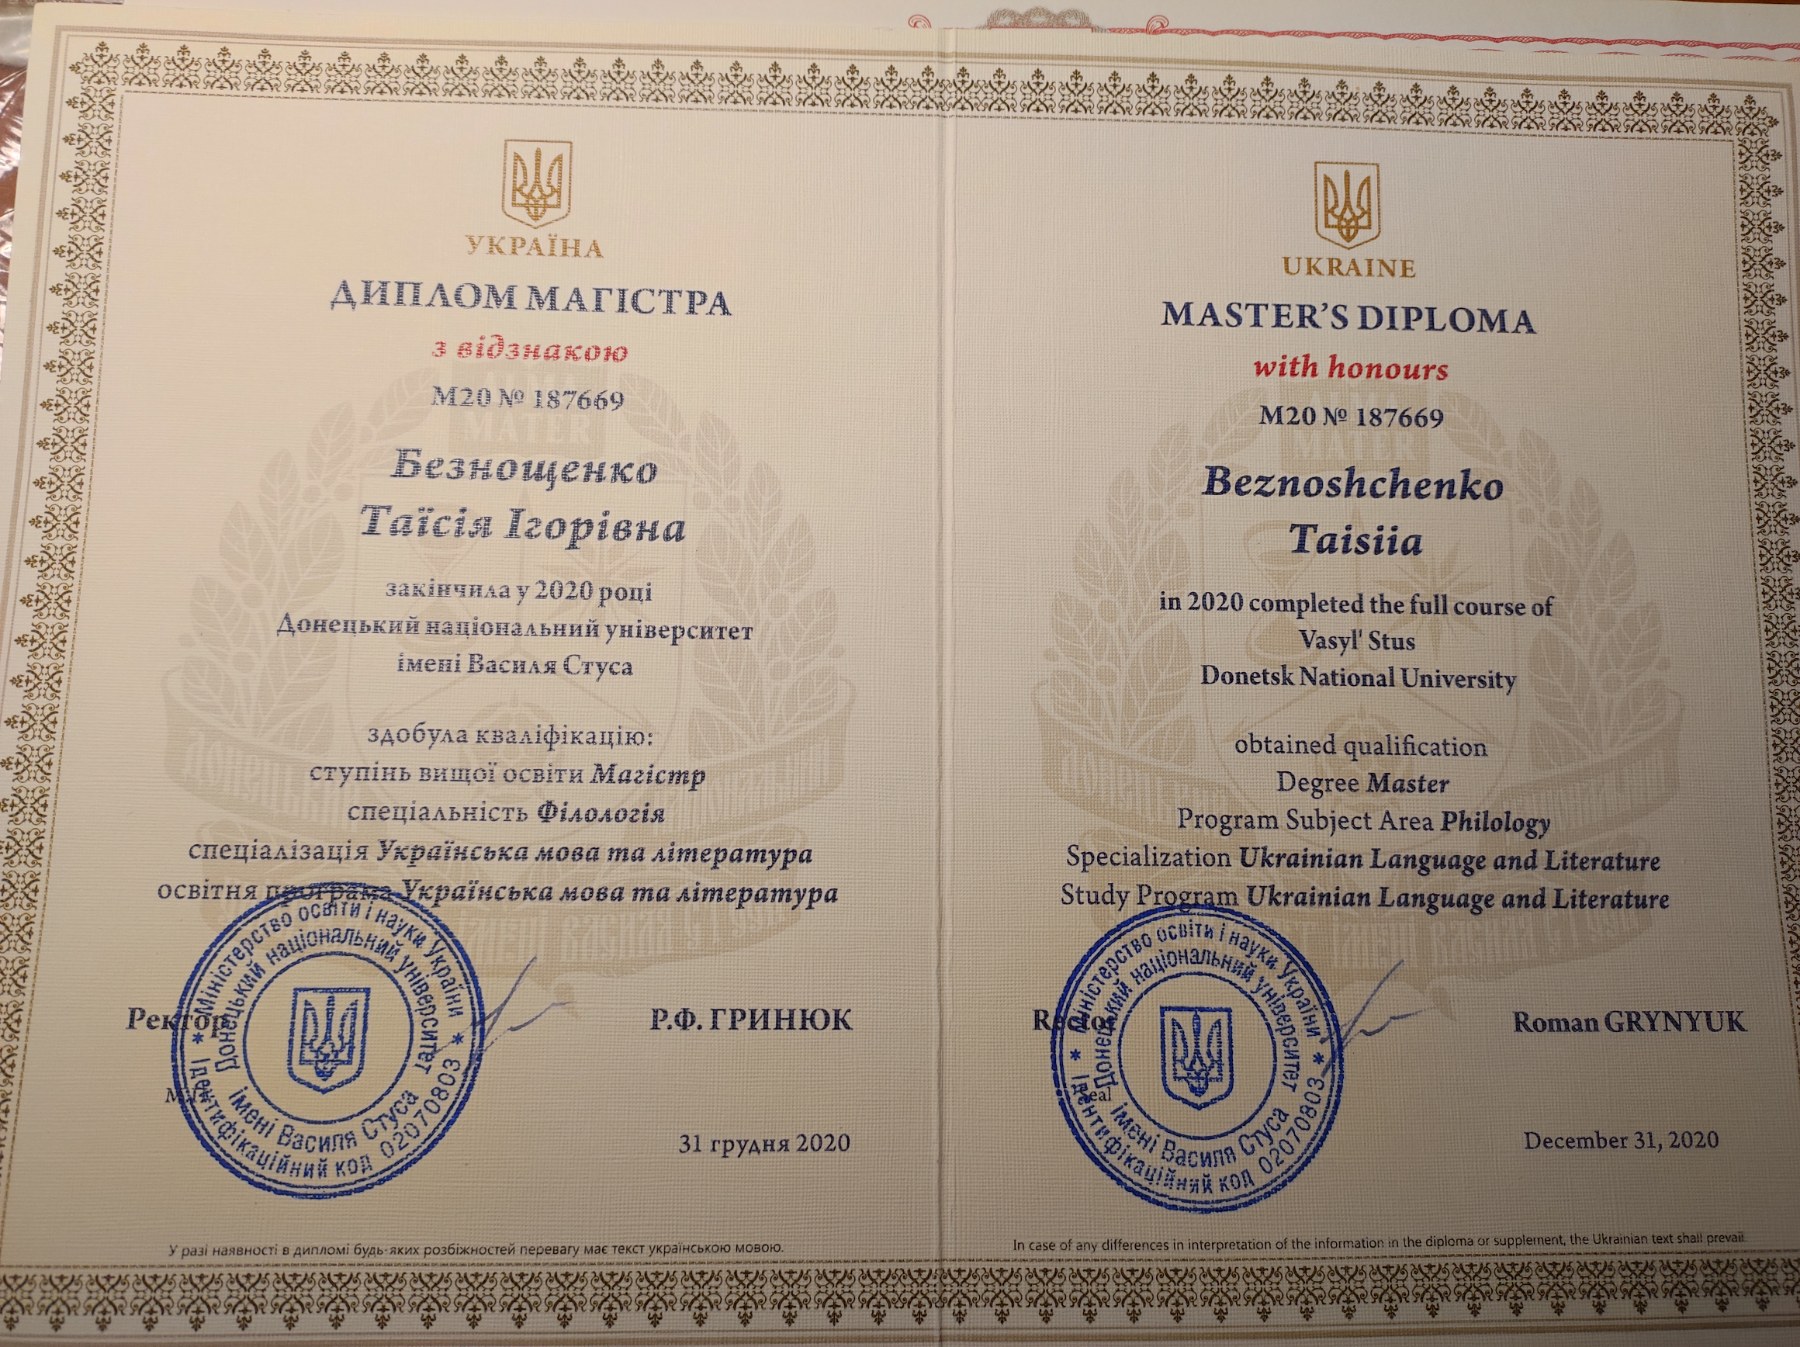 УКРАЇНА
ДИПЛОМ МАГІСТРА
з відзнакою
М20 № 187669
Безнощенко
Таїсія Ігорівна
закінчила у 2020 році
Донецький національний університет
імені Василя Стуса
здобула кваліфікацію:
ступінь вищої освіти Магістр
спеціальність Філологія
спеціалізація Українська мова та література
освітня програма Українська мова та література
Ректор
Р.Ф. ГРИНЮК
31 грудня 2020
Міністерство освіти і науки України
Донецький національний університет
імені Василя Стуса
Ідентифікаційний код 02070803
У разі наявності в дипломі будь-яких розбіжностей перевагу має текст українською мовою.
UKRAINE
MASTER'S DIPLOMA
with honours
М20 № 187669
Beznoshchenko
Taisiia
in 2020 completed the full course of
Vasyl' Stus
Donetsk National University
obtained qualification
Degree Master
Program Subject Area Philology
Specialization Ukrainian Language and Literature
Study Program Ukrainian Language and Literature
Rector
Roman GRYNYUK
Seal
December 31, 2020
Міністерство освіти і науки України
Донецький національний університет
імені Василя Стуса
Ідентифікаційний код 02070803
In case of any differences in interpretation of the information in the diploma or supplement, the Ukrainian text shall prevail.